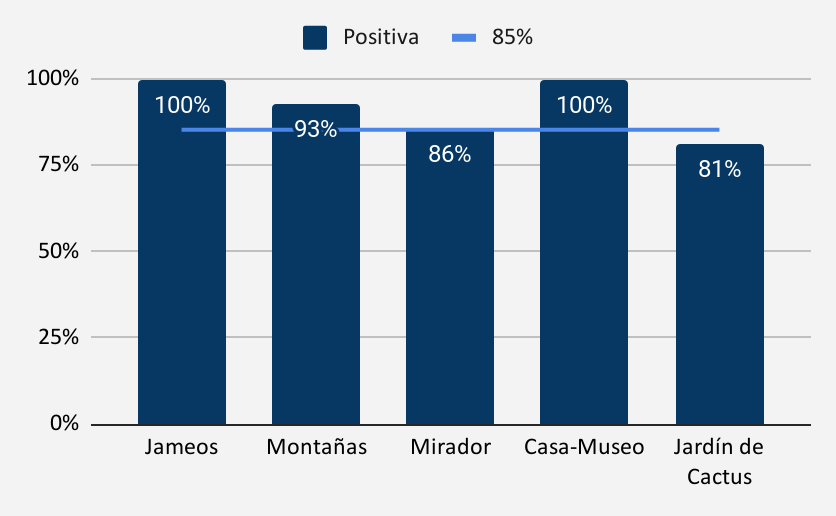 Positiva 85%
100%
75%
50%
25%
0%
100%
93%
86%
100%
81%
Jameos
Montañas
Mirador
Casa-Museo
Jardín de
Cactus